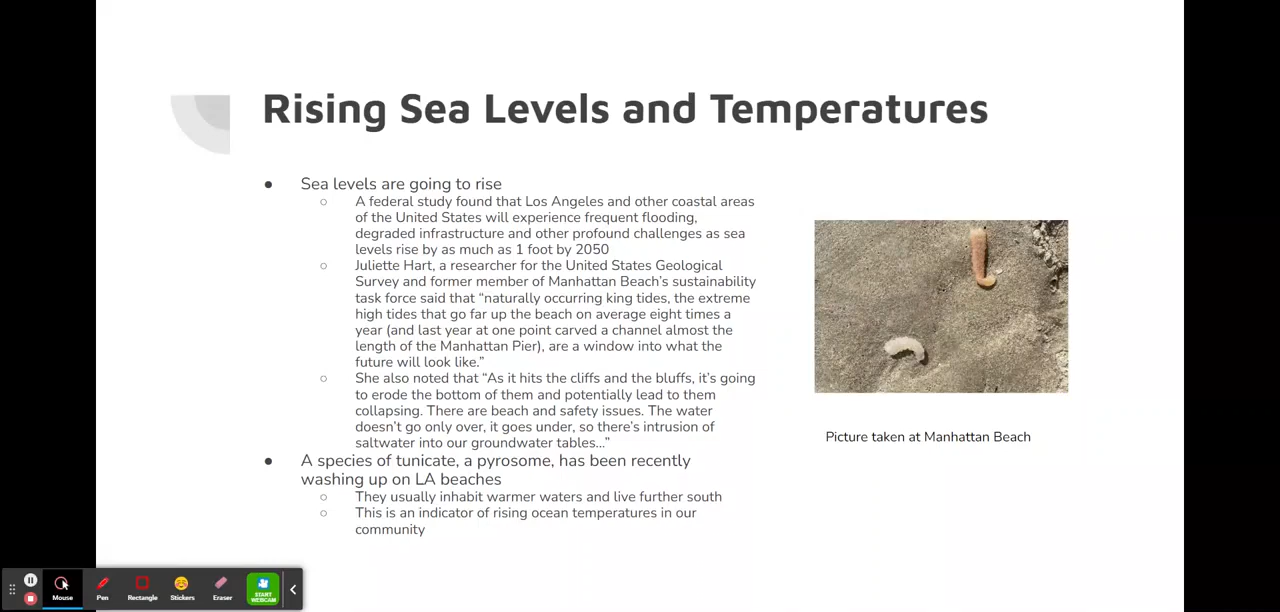 Rising Sea Levels and Temperatures
● Sea levels are going to rise
○ A federal study found that Los Angeles and other coastal areas
of the United States will experience frequent flooding,
degraded infrastructure and other profound challenges as sea
levels rise by as much as 1 foot by 2050
○ Juliette Hart, a researcher for the United States Geological
Survey and former member of Manhattan Beach’s sustainability
task force said that “naturally occurring king tides, the extreme
high tides that go far up the beach on average eight times a
year (and last year at one point carved a channel almost the
length of the Manhattan Pier), are a window into what the
future will look like.”
○ She also noted that “As it hits the cliffs and the bluffs, it’s going
to erode the bottom of them and potentially lead to them
collapsing. There are beach and safety issues. The water
doesn’t go only over, it goes under, so there’s intrusion of
saltwater into our groundwater tables…”
● A species of tunicate, a pyrosome, has been recently
washing up on LA beaches
○ They usually inhabit warmer waters and live further south
○ This is an indicator of rising ocean temperatures in our
community
Picture taken at Manhattan Beach
Mouse Pen Rectangle Stickers Eraser START
WEBCAM